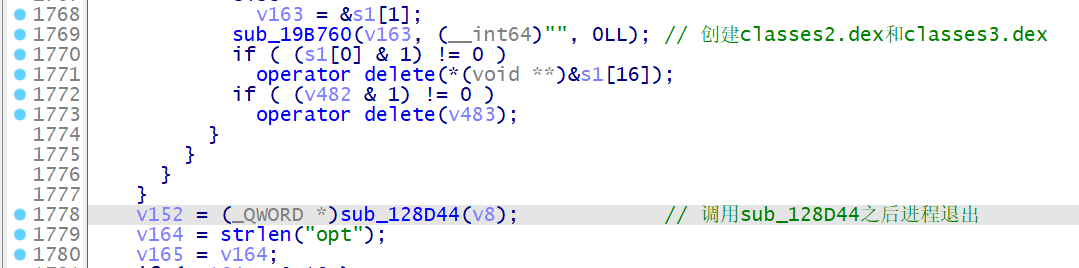 1768 v163 = &s1[1];
1769 sub_19B760(v163, (__int64)"", 0LL); // 创建classes2.dex和classes3.dex
1770 if ( (s1[0] & 1) != 0 )
1771 operator delete(*(void **)&s1[16]);
1772 if ( (v482 & 1) != 0 )
1773 operator delete(v483);
1774 }
1775 }
1776 }
1777 }
1778 v152 = (_QWORD *)sub_128D44(v8); // 调用sub_128D44之后进程退出
1779 v164 = strlen("opt");
1780 v165 = v164;